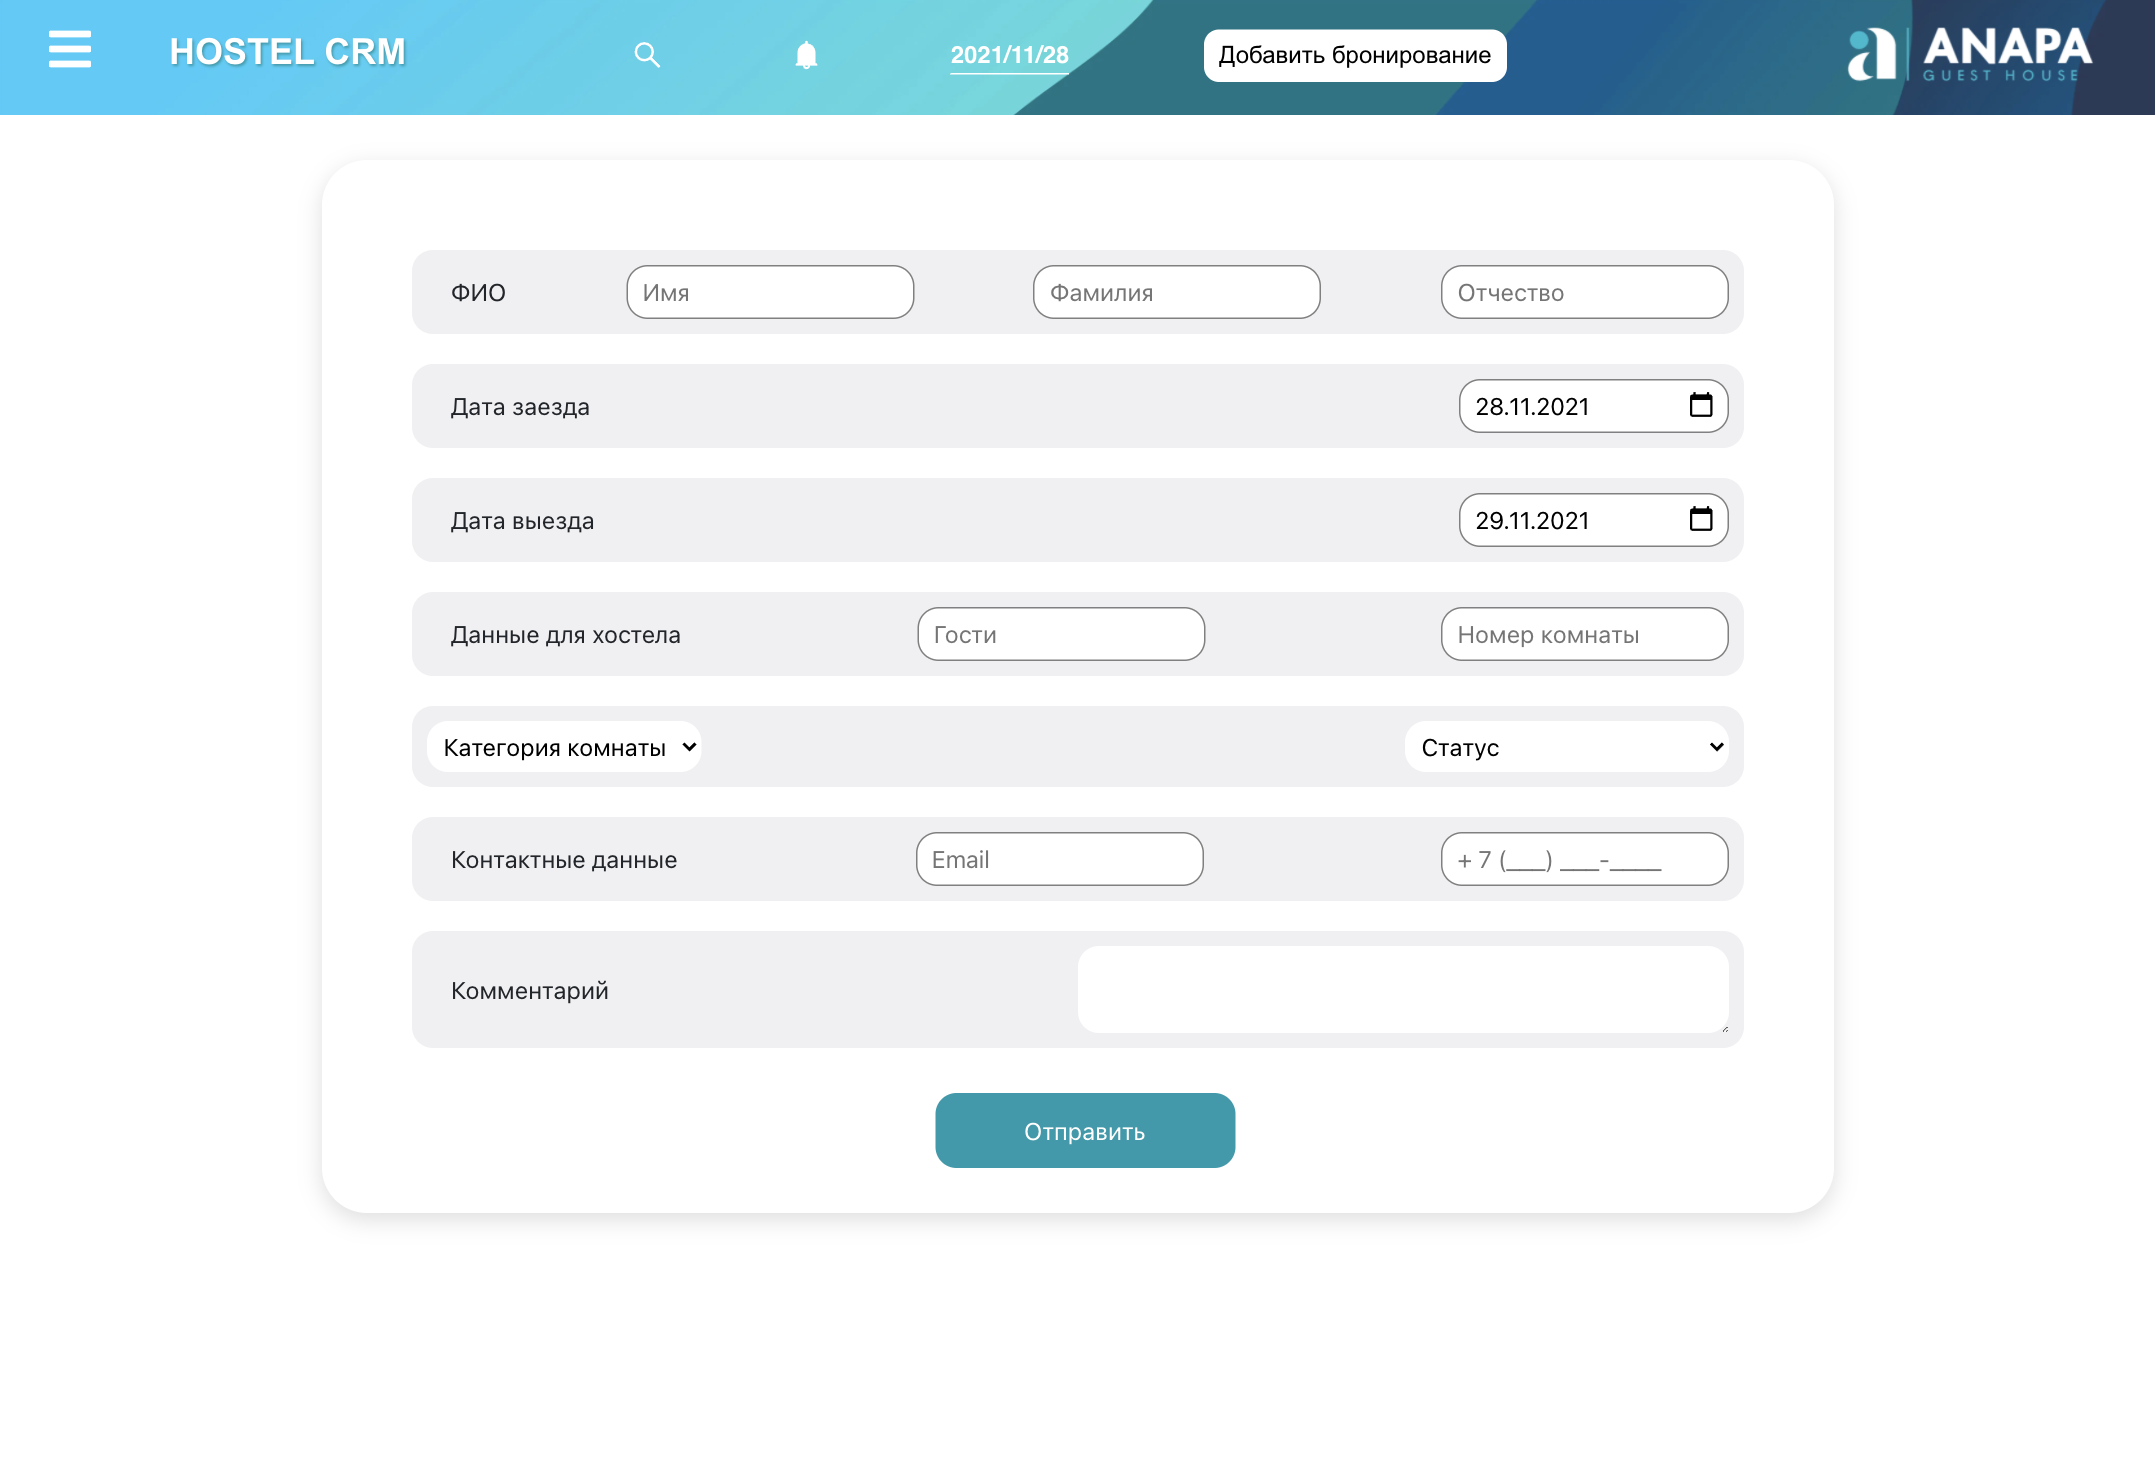 HOSTEL CRM
2021/11/28
Добавить бронирование
a ANAPA
GUEST HOUSE
ФИО
Имя
Фамилия
Отчество
Дата заезда
28.11.2021
Дата выезда
29.11.2021
Данные для хостела
Гости
Номер комнаты
Категория комнаты
Статус
Контактные данные
Email
+ 7 (___) ___-____
Комментарий
Отправить